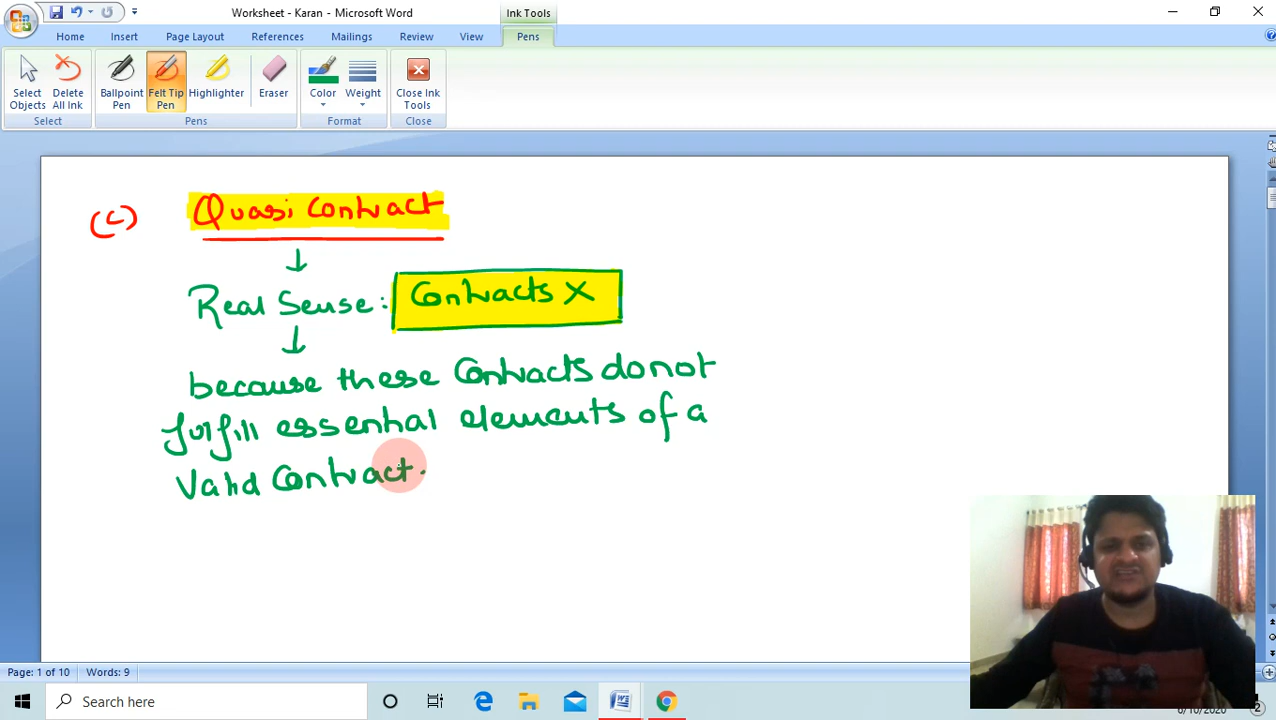 Worksheet - Karan - Microsoft Word
Ink Tools
Home Insert Page Layout References Mailings Review View Pens
Select Objects
Delete All Ink
Ballpoint Pen
Felt Tip Pen
Highlighter
Eraser
Color
Weight
Close Ink Tools
Select Pens Format Close
(C) Quasi Contract
↓
Real Sense: Contracts X
↓
because these Contracts do not
fulfill essential elements of a
Valid Contract.
Page: 1 of 10 Words: 9
Search here
2